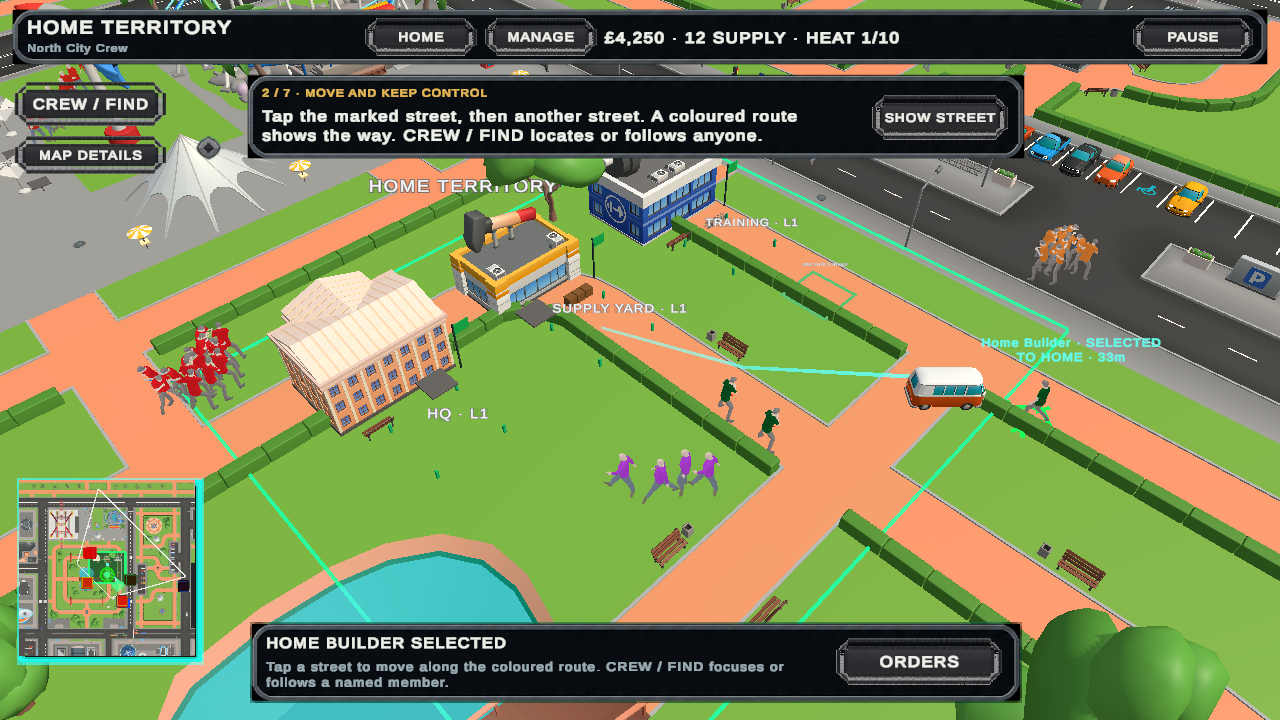 HOME TERRITORY
North City Crew
HOME
MANAGE
£4,250 · 12 SUPPLY · HEAT 1/10
PAUSE
CREW / FIND
MAP DETAILS
2 / 7 · MOVE AND KEEP CONTROL
Tap the marked street, then another street. A coloured route
shows the way. CREW / FIND locates or follows anyone.
SHOW STREET
HOME TERRITORY
TRAINING · L1
SUPPLY YARD · L1
Home Builder · SELECTED
TO HOME · 33m
HQ · L1
P
HOME BUILDER SELECTED
Tap a street to move along the coloured route. CREW / FIND focuses or
follows a named member.
ORDERS